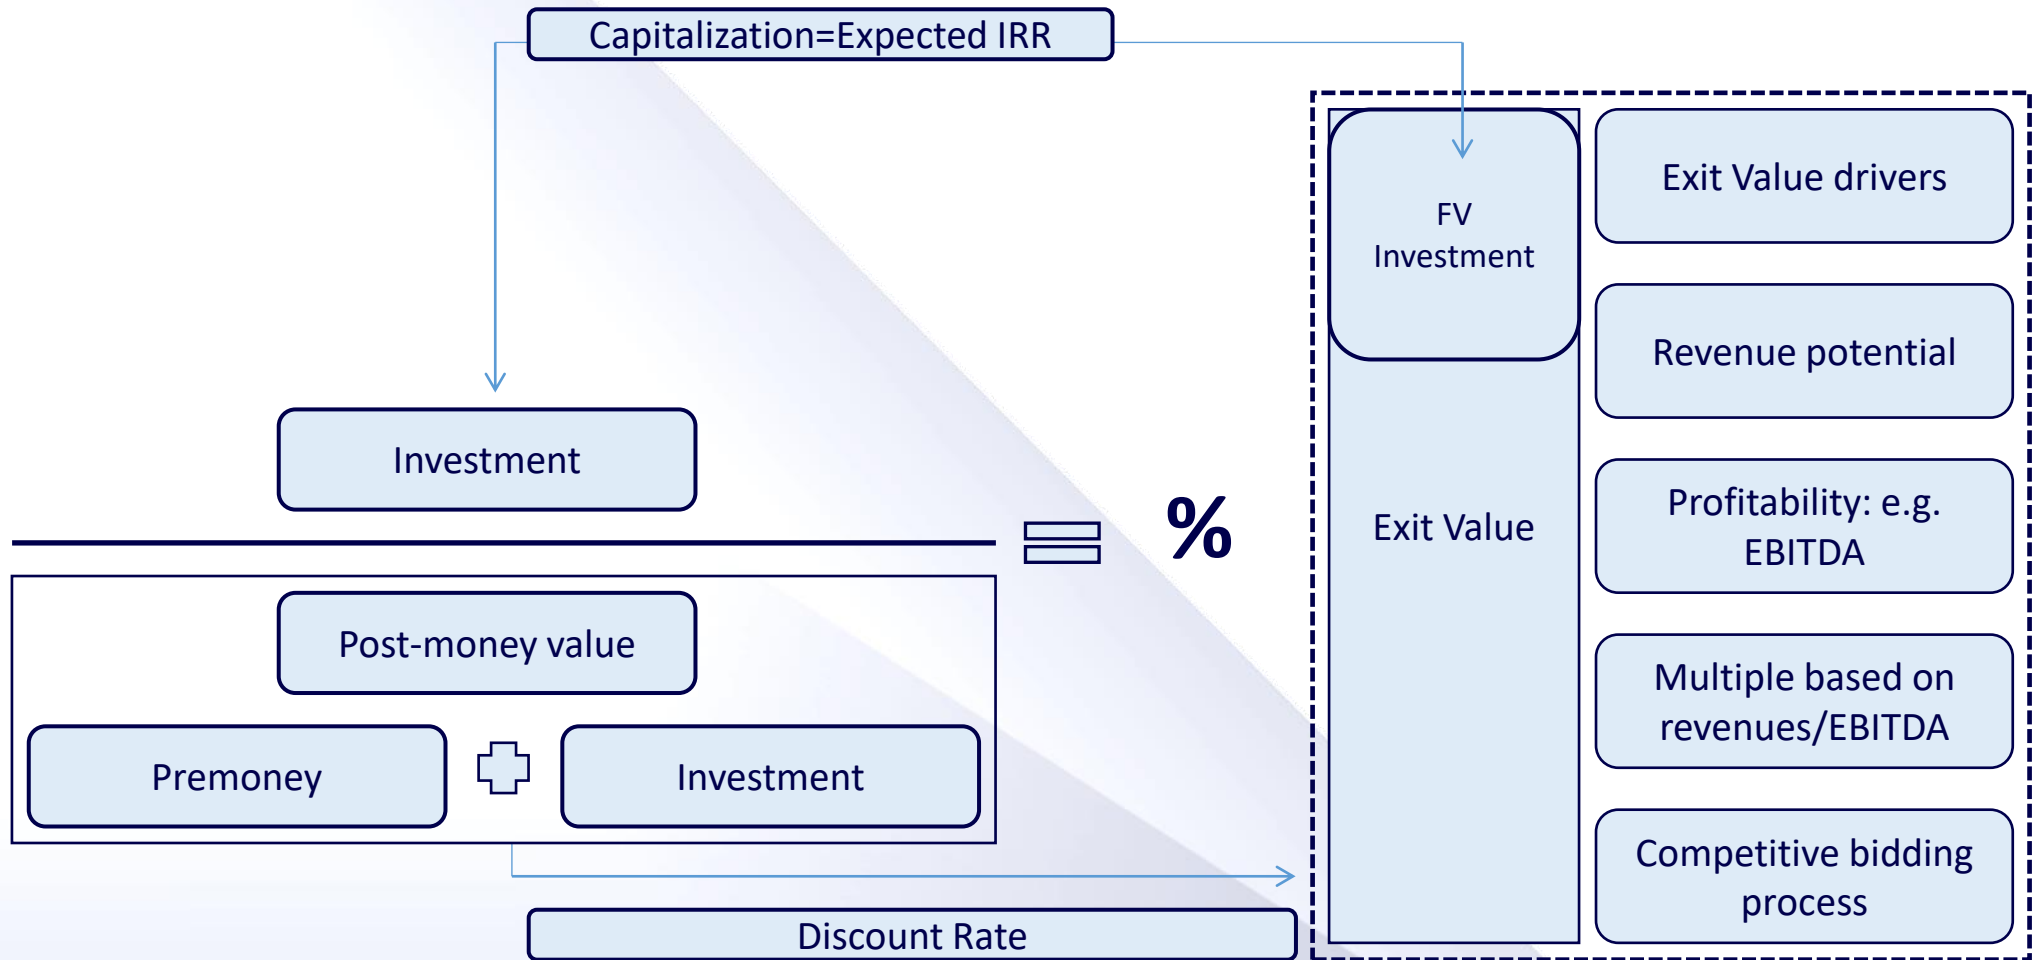 Capitalization=Expected IRR
Investment
Post-money value
Premoney
Investment
%
Discount Rate
FV
Investment
Exit Value
Exit Value drivers
Revenue potential
Profitability: e.g.
EBITDA
Multiple based on
revenues/EBITDA
Competitive bidding
process